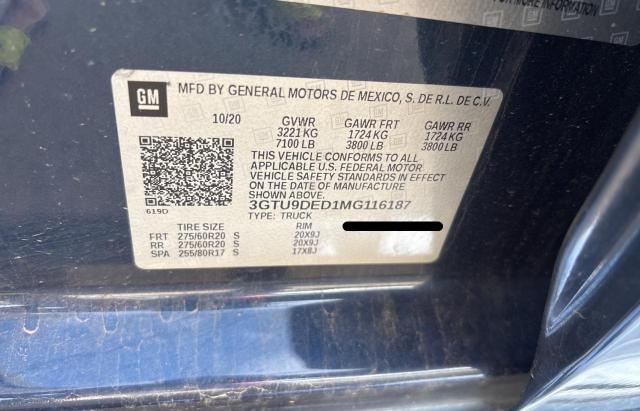 FOR MORE INFORMATION
GM MFD BY GENERAL MOTORS DE MEXICO, S. DE R.L. DE C.V.
10/20 GVWR GAWR FRT GAWR RR
3221 KG 1724 KG 1724 KG
7100 LB 3800 LB 3800 LB
THIS VEHICLE CONFORMS TO ALL
APPLICABLE U.S. FEDERAL MOTOR
VEHICLE SAFETY STANDARDS IN EFFECT
ON THE DATE OF MANUFACTURE
SHOWN ABOVE.
3GTU9DED1MG116187
619D
TYPE: TRUCK
TIRE SIZE RIM
FRT 275/60R20 S 20X9J
RR 275/60R20 S 20X9J
SPA 255/80R17 S 17X8J